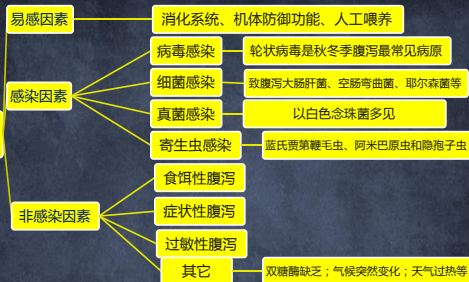 易感因素
消化系统、机体防御功能、人工喂养
感染因素
病毒感染
轮状病毒是秋冬季腹泻最常见病原
细菌感染
致腹泻大肠肝菌、空肠弯曲菌、耶尔森菌等
真菌感染
以白色念珠菌多见
寄生虫感染
蓝氏贾第鞭毛虫、阿米巴原虫和隐孢子虫
非感染因素
食饵性腹泻
症状性腹泻
过敏性腹泻
其它
双糖酶缺乏；气候突然变化；天气过热等